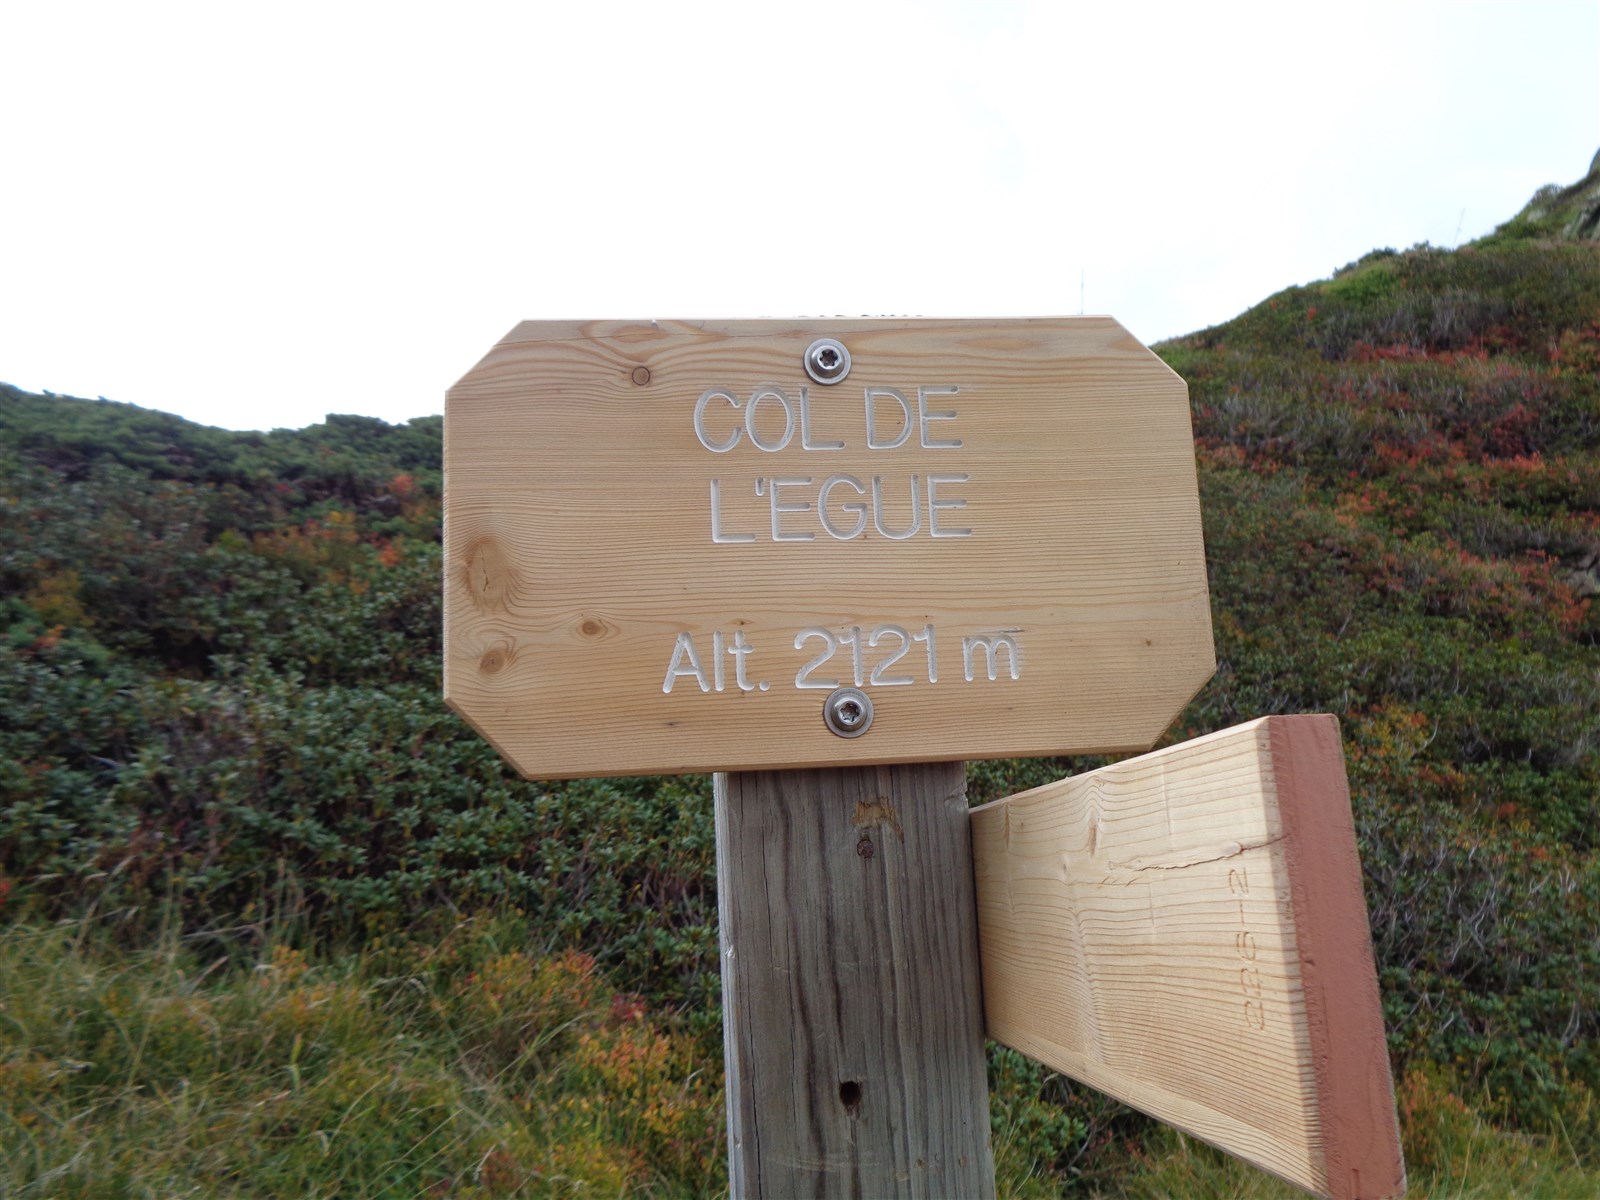 COL DE
L'EGUE
Alt. 2121 m